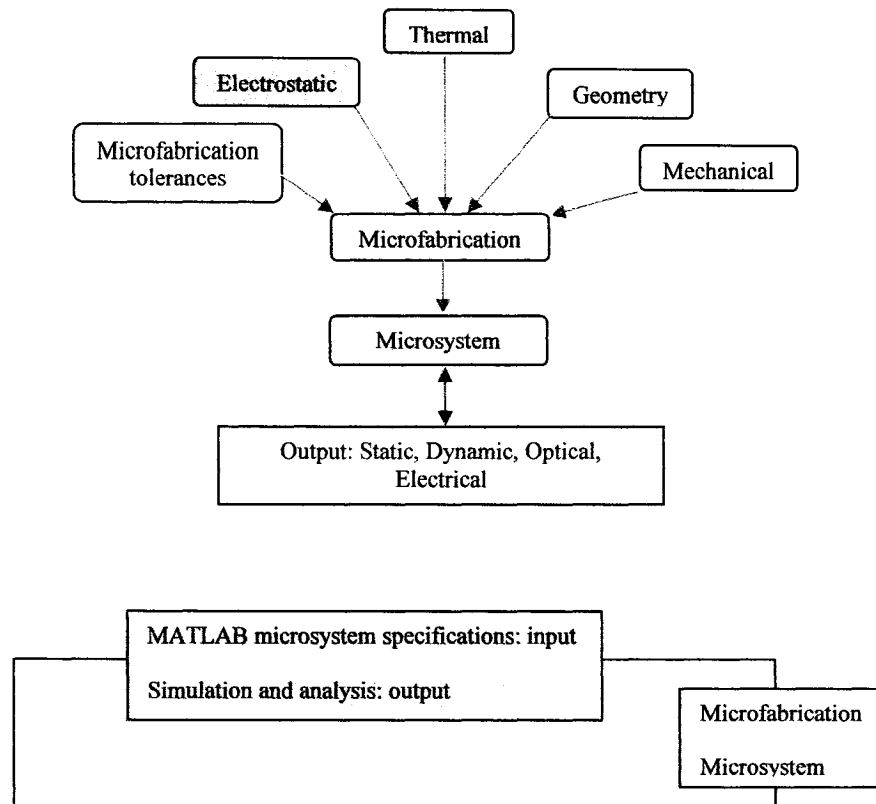 Thermal
Electrostatic
Geometry
Microfabrication
tolerances
Mechanical
Microfabrication
Microsystem
Output: Static, Dynamic, Optical,
Electrical
MATLAB microsystem specifications: input
Simulation and analysis: output
Microfabrication
Microsystem